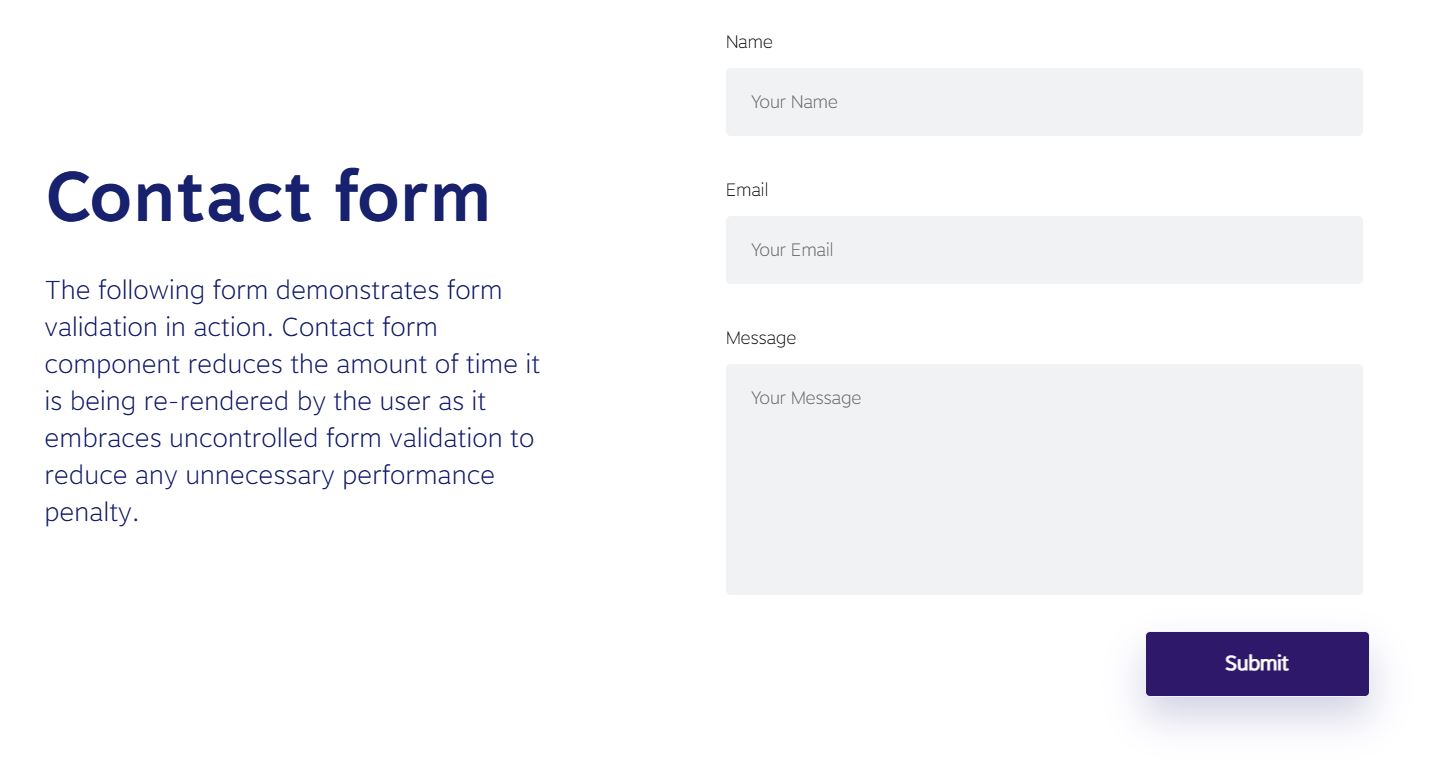 Contact form
The following form demonstrates form
validation in action. Contact form
component reduces the amount of time it
is being re-rendered by the user as it
embraces uncontrolled form validation to
reduce any unnecessary performance
penalty.
Name
Your Name
Email
Your Email
Message
Your Message
Submit